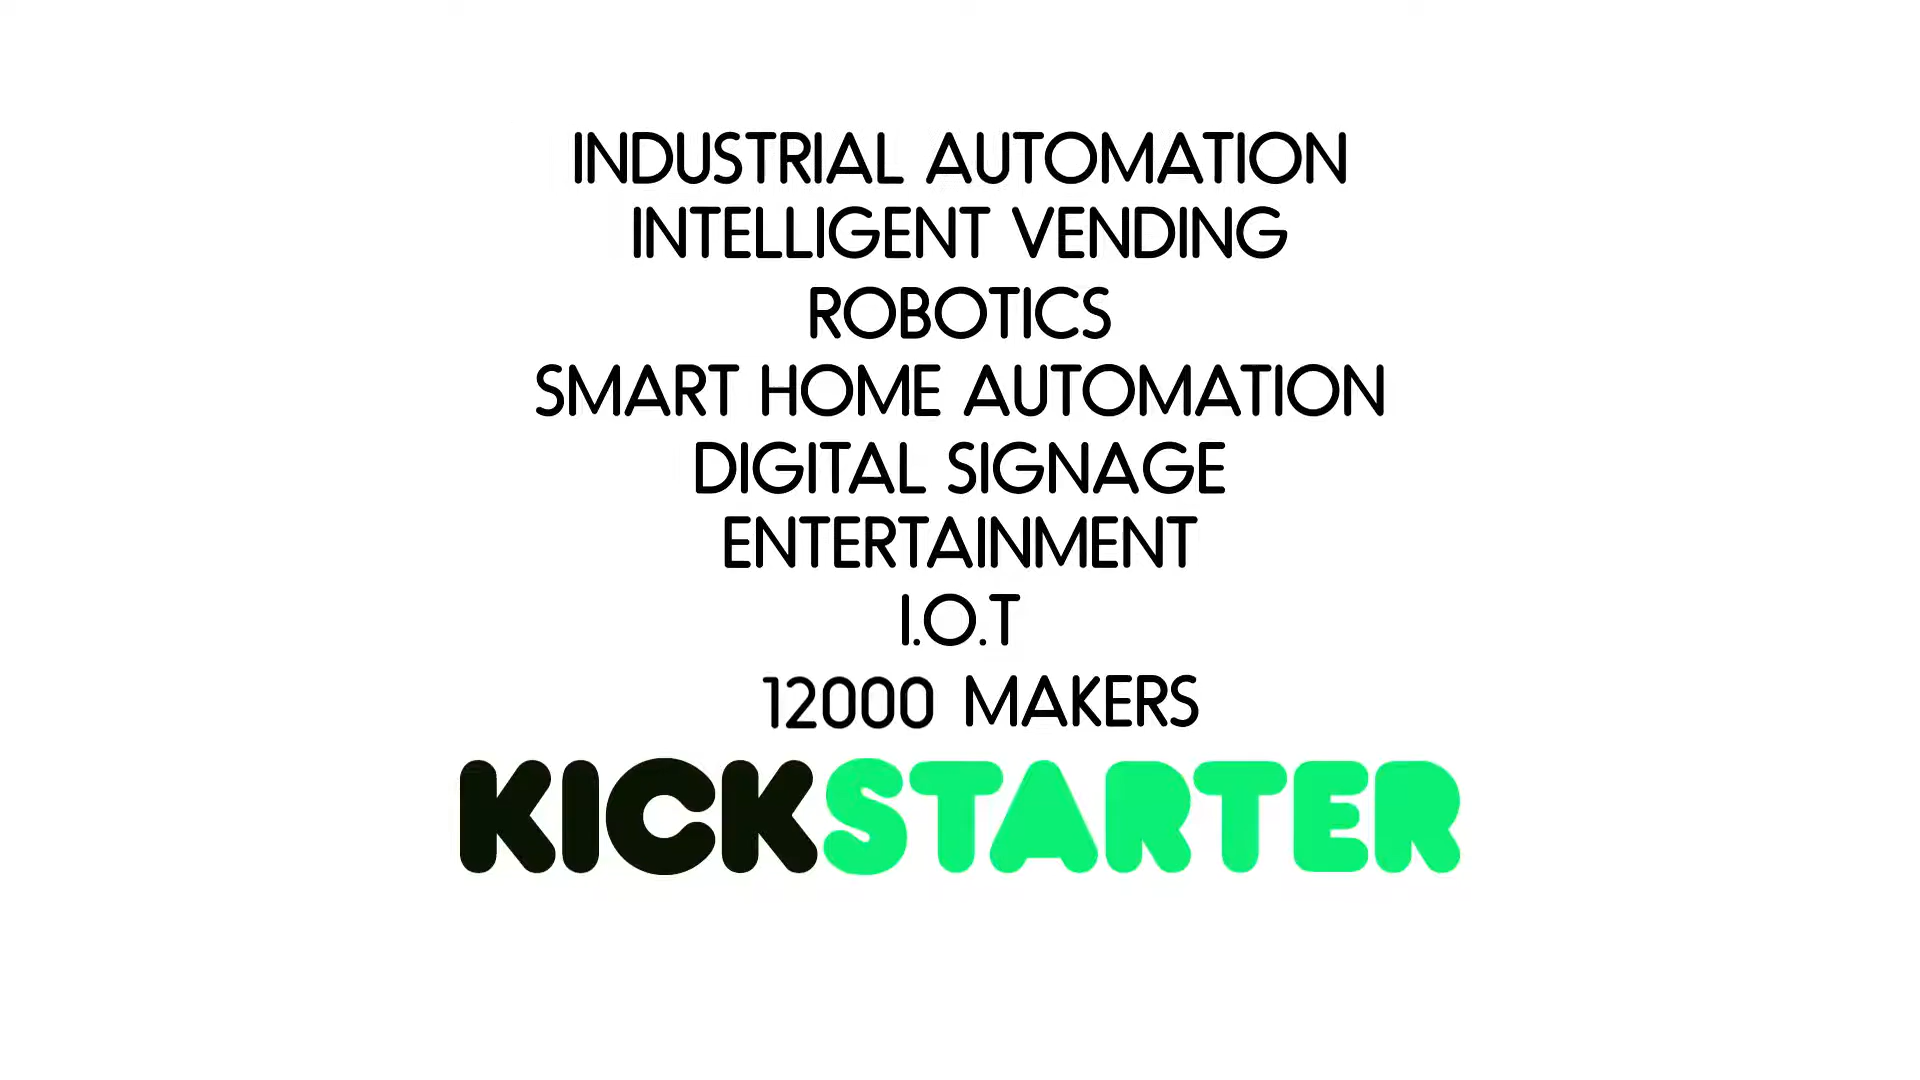 INDUSTRIAL AUTOMATION
INTELLIGENT VENDING
ROBOTICS
SMART HOME AUTOMATION
DIGITAL SIGNAGE
ENTERTAINMENT
I.O.T
12000 MAKERS
KICKSTARTER